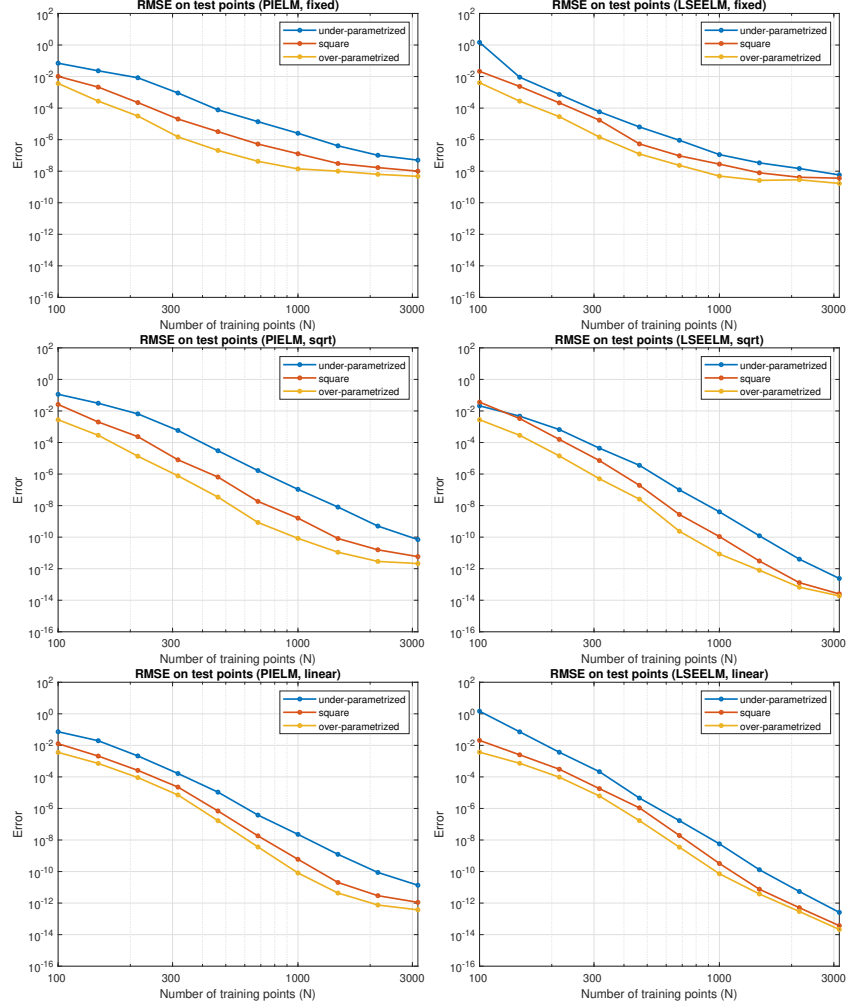 RMSE on test points (PIELM, fixed)
10^2
10^0
10^-2
10^-4
10^-6
10^-8
10^-10
10^-12
10^-14
10^-16
Error
under-parametrized
square
over-parametrized
100
300
1000
3000
Number of training points (N)
RMSE on test points (LSEELM, fixed)
10^2
10^0
10^-2
10^-4
10^-6
10^-8
10^-10
10^-12
10^-14
10^-16
Error
under-parametrized
square
over-parametrized
100
300
1000
3000
Number of training points (N)
RMSE on test points (PIELM, sqrt)
10^2
10^0
10^-2
10^-4
10^-6
10^-8
10^-10
10^-12
10^-14
10^-16
Error
under-parametrized
square
over-parametrized
100
300
1000
3000
Number of training points (N)
RMSE on test points (LSEELM, sqrt)
10^2
10^0
10^-2
10^-4
10^-6
10^-8
10^-10
10^-12
10^-14
10^-16
Error
under-parametrized
square
over-parametrized
100
300
1000
3000
Number of training points (N)
RMSE on test points (PIELM, linear)
10^2
10^0
10^-2
10^-4
10^-6
10^-8
10^-10
10^-12
10^-14
10^-16
Error
under-parametrized
square
over-parametrized
100
300
1000
3000
Number of training points (N)
RMSE on test points (LSEELM, linear)
10^2
10^0
10^-2
10^-4
10^-6
10^-8
10^-10
10^-12
10^-14
10^-16
Error
under-parametrized
square
over-parametrized
100
300
1000
3000
Number of training points (N)